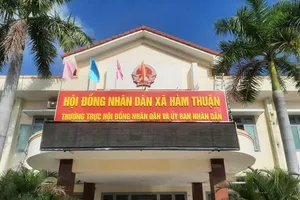 HỘI ĐỒNG NHÂN DÂN XÃ HÀM THUẬN
THƯỜNG TRỰC HỘI ĐỒNG NHÂN DÂN VÀ ỦY BAN NHÂN DÂN